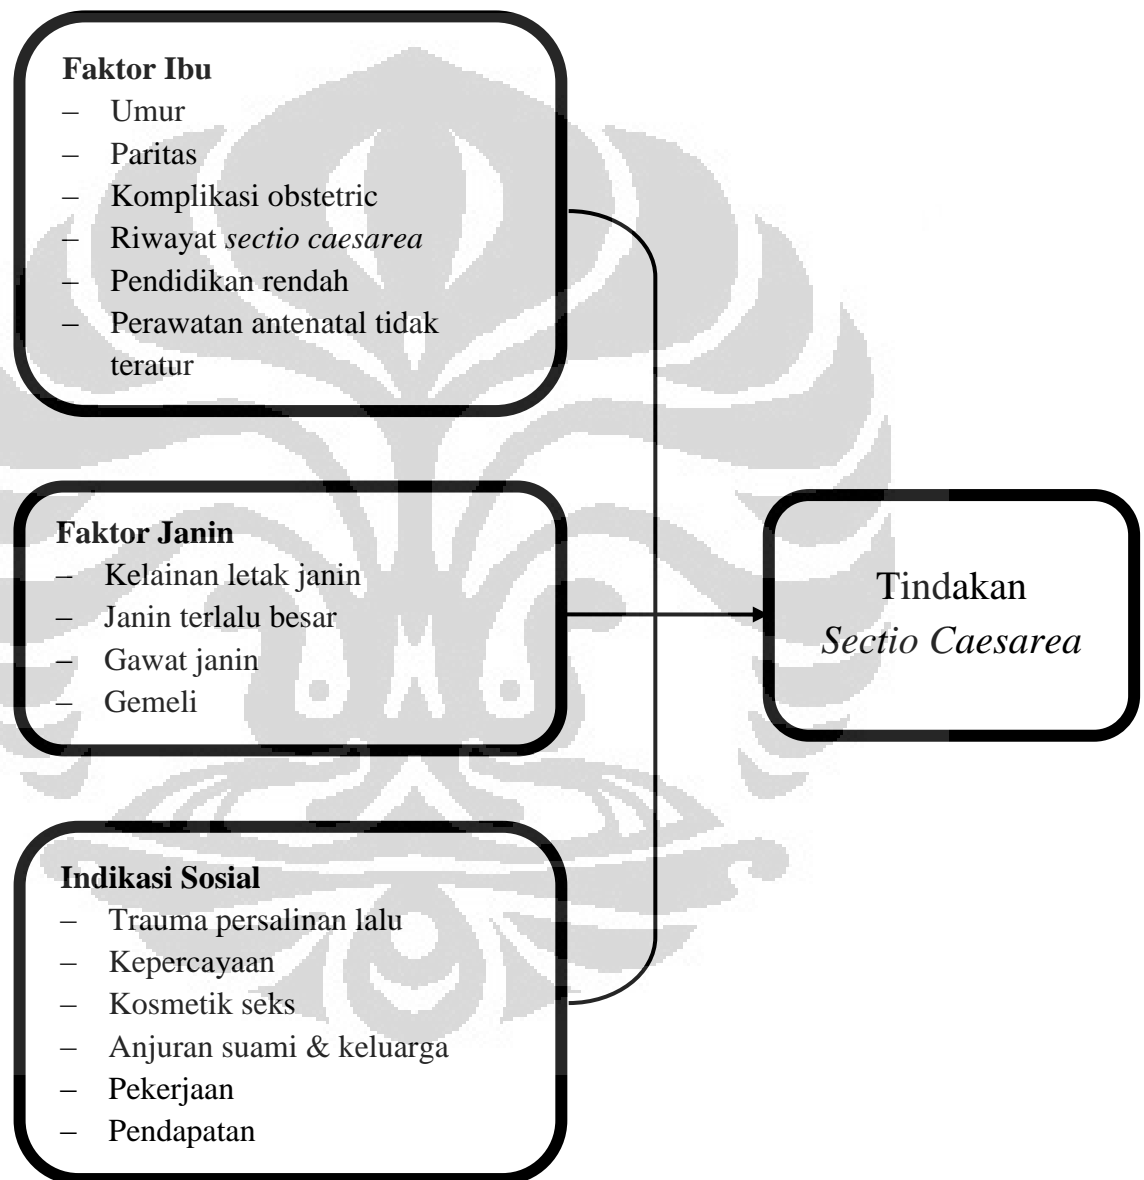 Faktor Ibu
– Umur
– Paritas
– Komplikasi obstetric
– Riwayat sectio caesarea
– Pendidikan rendah
– Perawatan antenatal tidak
teratur
Faktor Janin
– Kelainan letak janin
– Janin terlalu besar
– Gawat janin
– Gemeli
Tindakan
Sectio Caesarea
Indikasi Sosial
– Trauma persalinan lalu
– Kepercayaan
– Kosmetik seks
– Anjuran suami & keluarga
– Pekerjaan
– Pendapatan